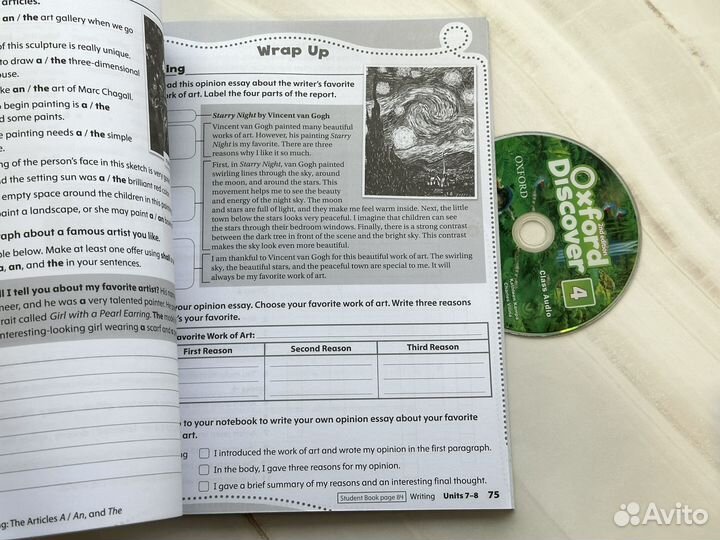 articles.
an / the art gallery when we go
of this sculpture is really unique.
to draw a / the three-dimensional
ouse.
ke an / the art of Marc Chagall.
o begin painting is a / the
nd some paints.
e painting needs a / the simple
e.
ng of the person's face in this sketch is very
and the setting sun was a / the brilliant red
empty space around the children in this
paint a landscape, or she may paint a / an
graph about a famous artist you like.
ble below. Make at least one offer using
a, an, and the in your sentences.
ll I tell you about my favorite artist? His
meer, and he was a very talented painter. He
rait called Girl with a Pearl Earring. The
interesting-looking girl wearing a scarf and
ng: The Articles A / An, and The
Wrap Up
ing
ad this opinion essay about the writer's favorite
work of art. Label the four parts of the report.
Starry Night by Vincent van Gogh
Vincent van Gogh painted many beautiful
works of art. However, his painting Starry
Night is my favorite. There are three
reasons why I like it so much.
First, in Starry Night, van Gogh painted
swirling lines through the sky, around
the moon, and around the stars. This
movement helps me to see the beauty
and energy of the night sky. The moon
and stars are full of light, and they make me feel warm inside. Next, the little
town below the stars looks very peaceful. I imagine that children can see
the stars through their bedroom windows. Finally, there is a strong contrast
between the dark tree in front of the scene and the bright sky. This contrast
makes the sky look even more beautiful.
I am thankful to Vincent van Gogh for this beautiful work of art. The swirling
sky, the beautiful stars, and the peaceful town are special to me. It will
always be my favorite work of art.
your opinion essay. Choose your favorite work of art. Write three reasons
's your favorite.
avorite Work of Art:
First Reason Second Reason Third Reason
o to your notebook to write your own opinion essay about your favorite
art.
ng I introduced the work of art and wrote my opinion in the first paragraph.
In the body, I gave three reasons for my opinion.
I gave a brief summary of my reasons and an interesting final thought.
Student Book page 84 Writing Units 7–8 75
OXFORD
Oxford
Discover
2nd Edition
4
Class Audio
Avito